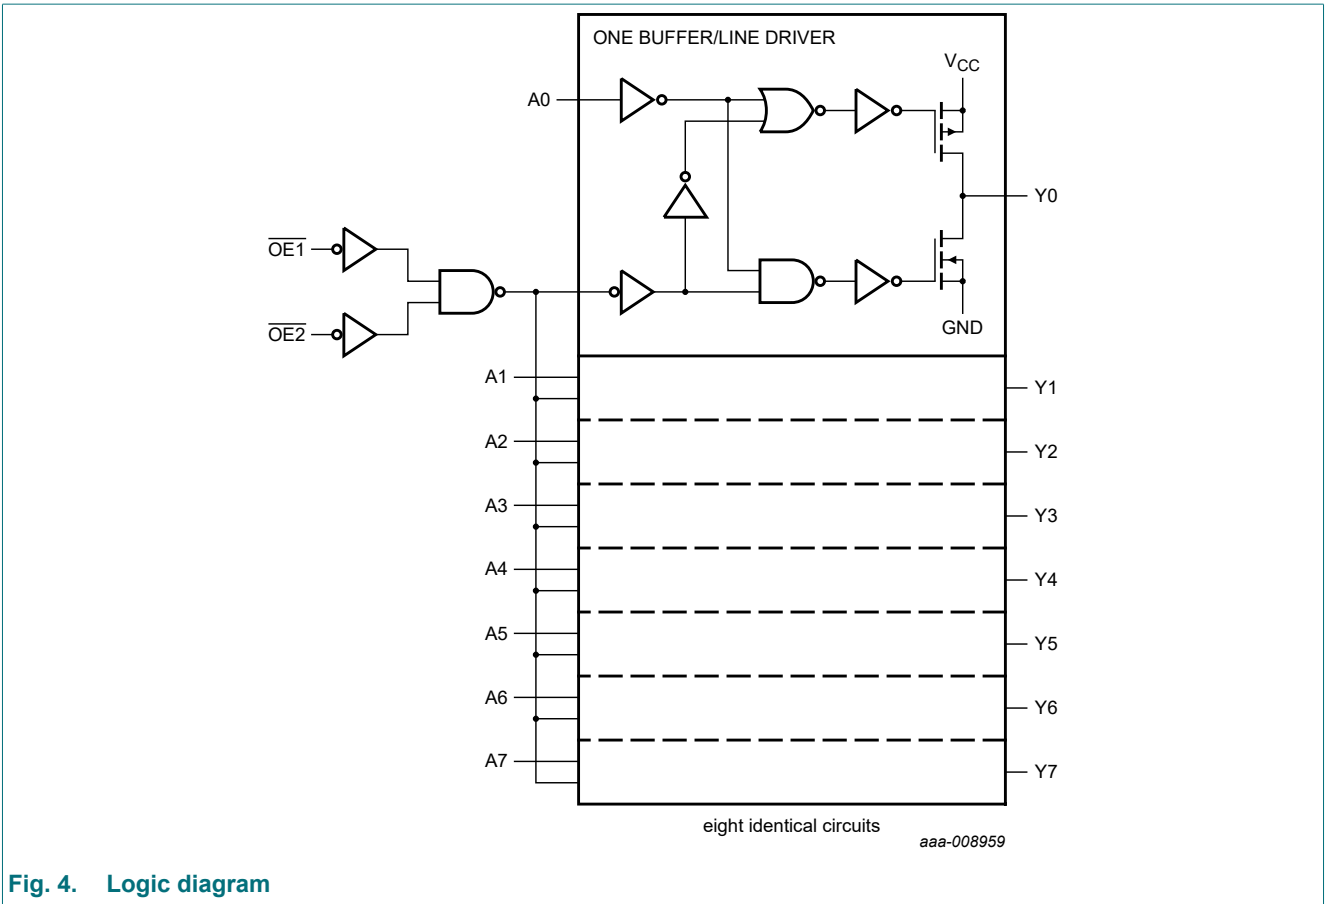 ONE BUFFER/LINE DRIVER
VCC
A0
Y0
OE1
OE2
GND
A1
Y1
A2
Y2
A3
Y3
A4
Y4
A5
Y5
A6
Y6
A7
Y7
eight identical circuits
aaa-008959
Fig. 4. Logic diagram